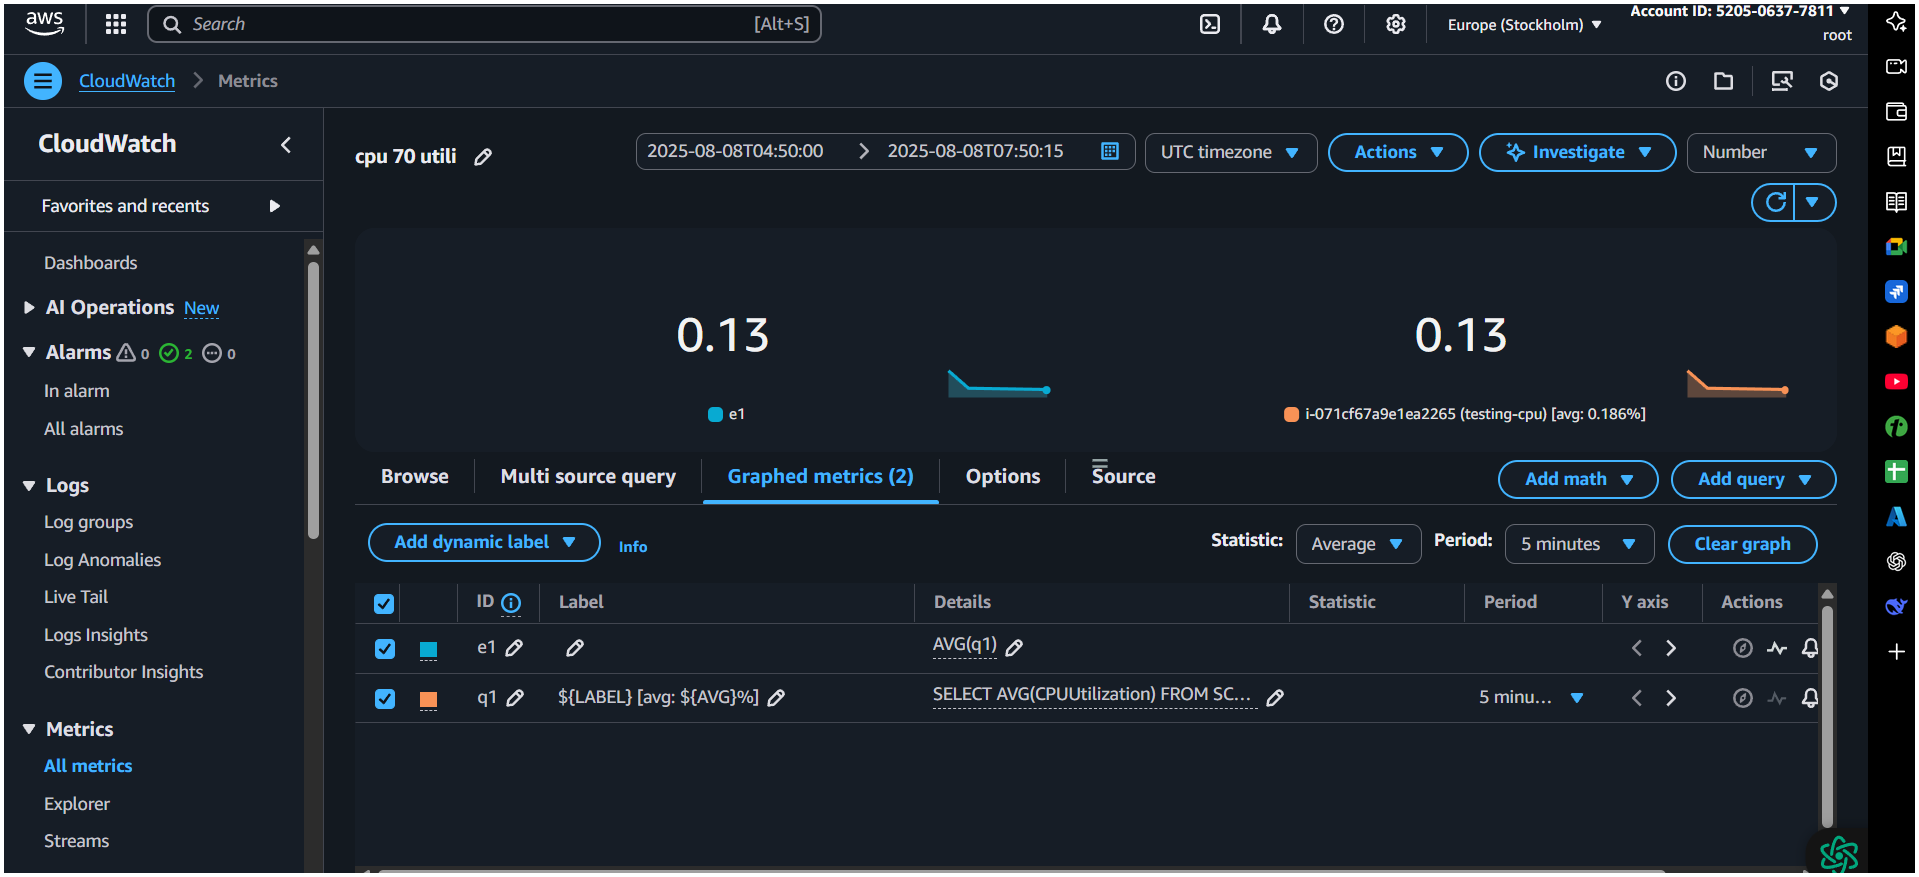 aws
Search [Alt+S]
Europe (Stockholm)
Account ID: 5205-0637-7811
root
CloudWatch
Metrics
CloudWatch
Favorites and recents
Dashboards
AI Operations New
Alarms 0 2 0
In alarm
All alarms
Logs
Log groups
Log Anomalies
Live Tail
Logs Insights
Contributor Insights
Metrics
All metrics
Explorer
Streams
cpu 70 utili
2025-08-08T04:50:00
2025-08-08T07:50:15
UTC timezone
Actions
Investigate
Number
0.13
e1
0.13
i-071cf67a9e1ea2265 (testing-cpu) [avg: 0.186%]
Browse
Multi source query
Graphed metrics (2)
Options
Source
Add math
Add query
Add dynamic label
Info
Statistic:
Average
Period:
5 minutes
Clear graph
ID Label Details Statistic Period Y axis Actions
e1 AVG(q1)
q1 ${LABEL} [avg: ${AVG}%] SELECT AVG(CPUUtilization) FROM SC... 5 minu...